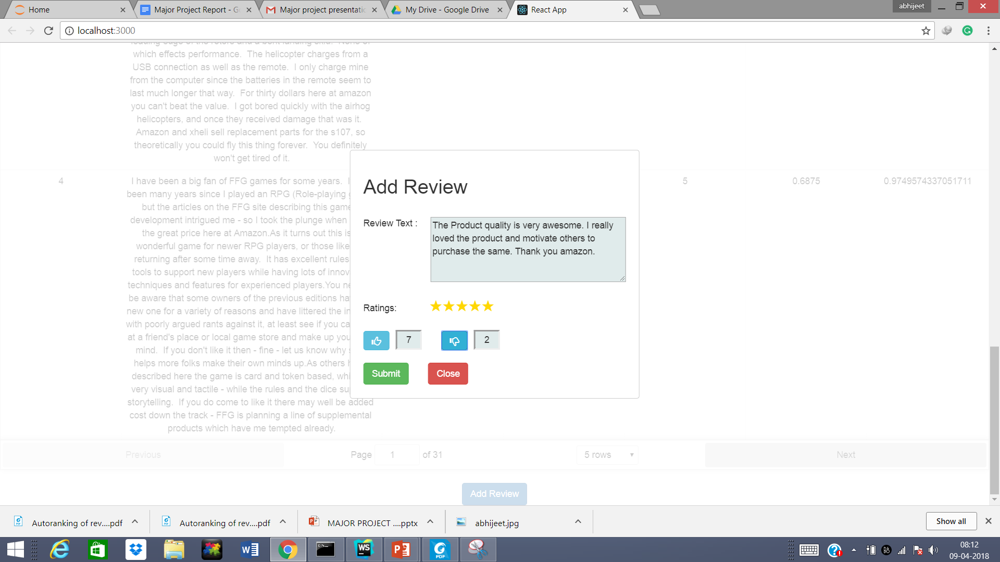 Home
Major Project Report - G
Major project presentatio
My Drive - Google Drive
React App
abhijeet
localhost:3000
which effects performance.  The helicopter charges from a
USB connection as well as the remote.  I only charge mine
from the computer since the batteries in the remote seem to
last much longer that way.  For thirty dollars here at amazon
you can't beat the value.  I got bored quickly with the airhog
helicopters, and once they received damage that was it.
Amazon and xheli sell replacement parts for the s107, so
theoretically you could fly this thing forever.  You definitely
won't get tired of it.
4
I have been a big fan of FFG games for some years.  I
been many years since I played an RPG (Role-playing
but the articles on the FFG site describing this game
development intrigued me - so I took the plunge when
the great price here at Amazon.As it turns out this is
wonderful game for newer RPG players, or those like
returning after some time away.  It has excellent rules
tools to support new players while having lots of innov
techniques and features for experienced players.You ne
be aware that some owners of the previous editions ha
new one for a variety of reasons and have littered the in
with poorly argued rants against it, at least see if you ca
at a friend's place or local game store and make up you
mind.  If you don't like it then - fine - let us know why s
helps more folks make their own minds up.As others h
described here the game is card and token based, whi
very visual and tactile - while the rules and the dice su
storytelling.  If you do come to like it there may well be added
cost down the track - FFG is planning a line of supplemental
products which have me tempted already.
5
0.6875
0.9749574337051711
Add Review
Review Text :
The Product quality is very awesome. I really
loved the product and motivate others to
purchase the same. Thank you amazon.
Ratings:
7
2
Submit
Close
Previous
Page 1 of 31
5 rows
Next
Add Review
Autoranking of rev....pdf
Autoranking of rev....pdf
MAJOR PROJECT ....pptx
abhijeet.jpg
Show all
08:12
09-04-2018